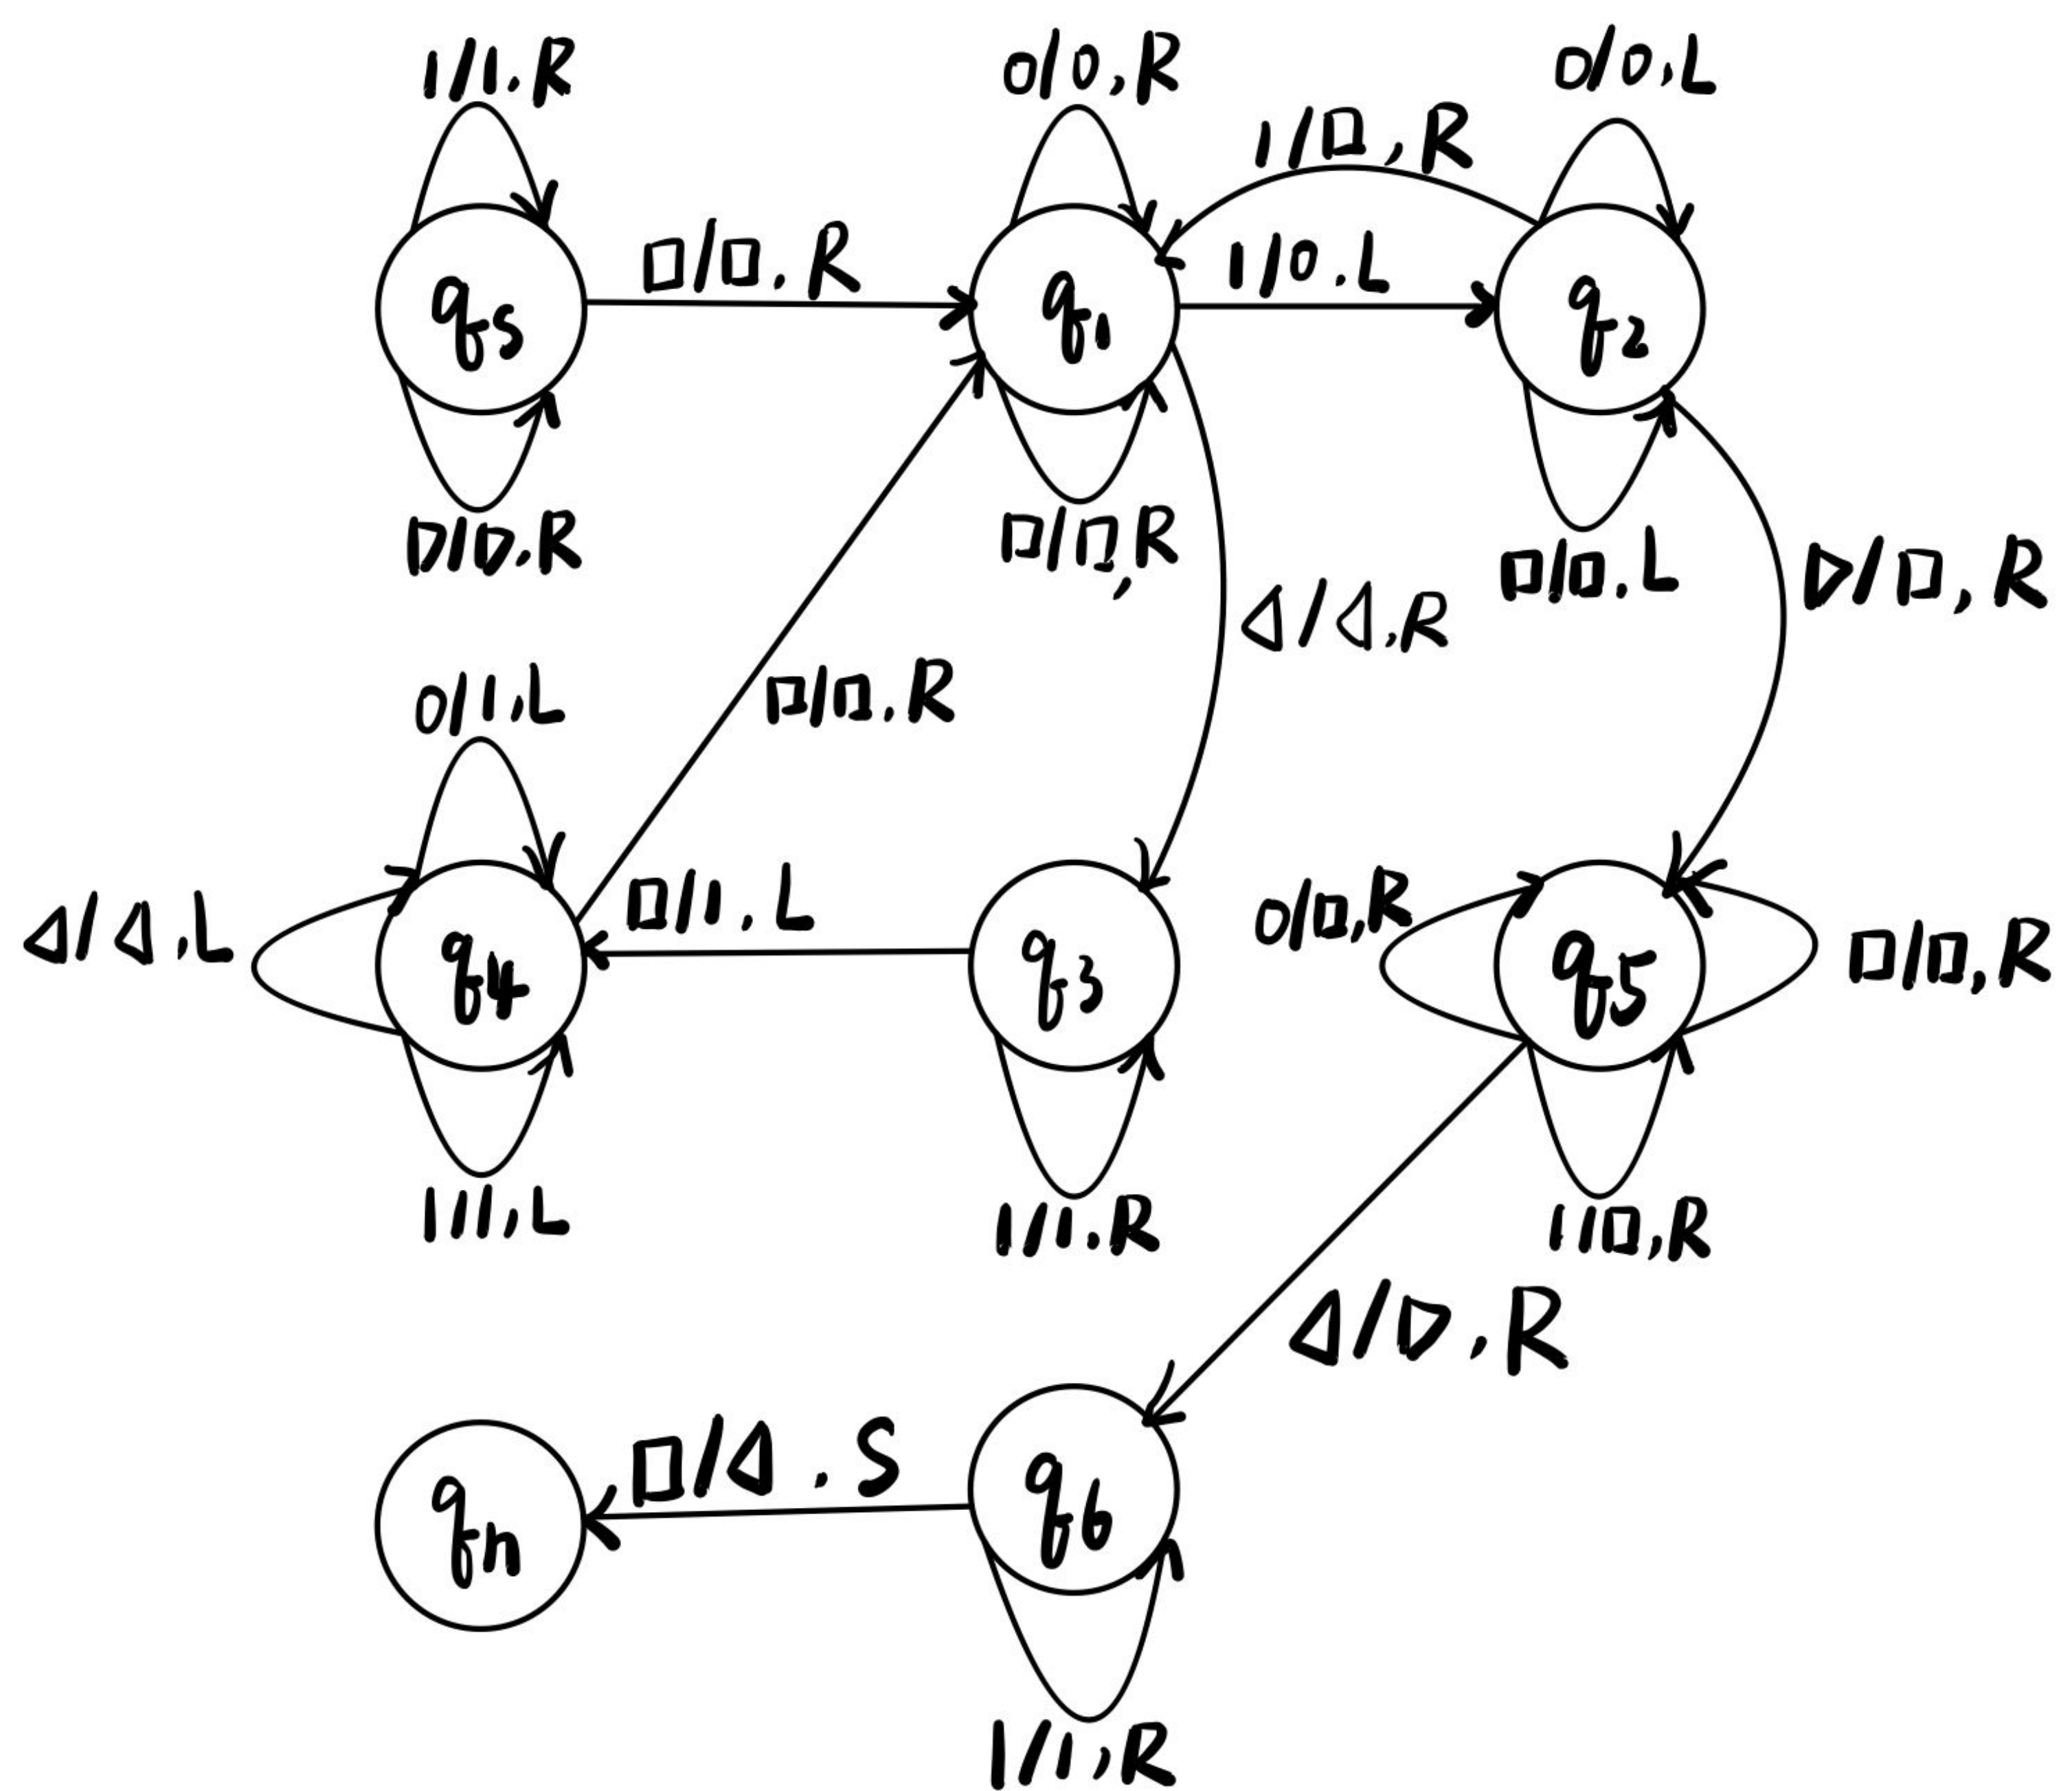 1/1.R
0/0,R
0/0.L
1/□,R
□/□.R
1/0.L
qs
q1
q2
▷/▷.R
□/□,R
□/□.L
▷/□,R
◁/◁.R
0/1.L
□/□.R
◁/◁.L
□/1.L
0/□,R
□/□,R
q4
q3
q5
1/1,L
1/1.R
1/□,R
◁/▷.R
□/◁.S
qn
q6
1/1,R